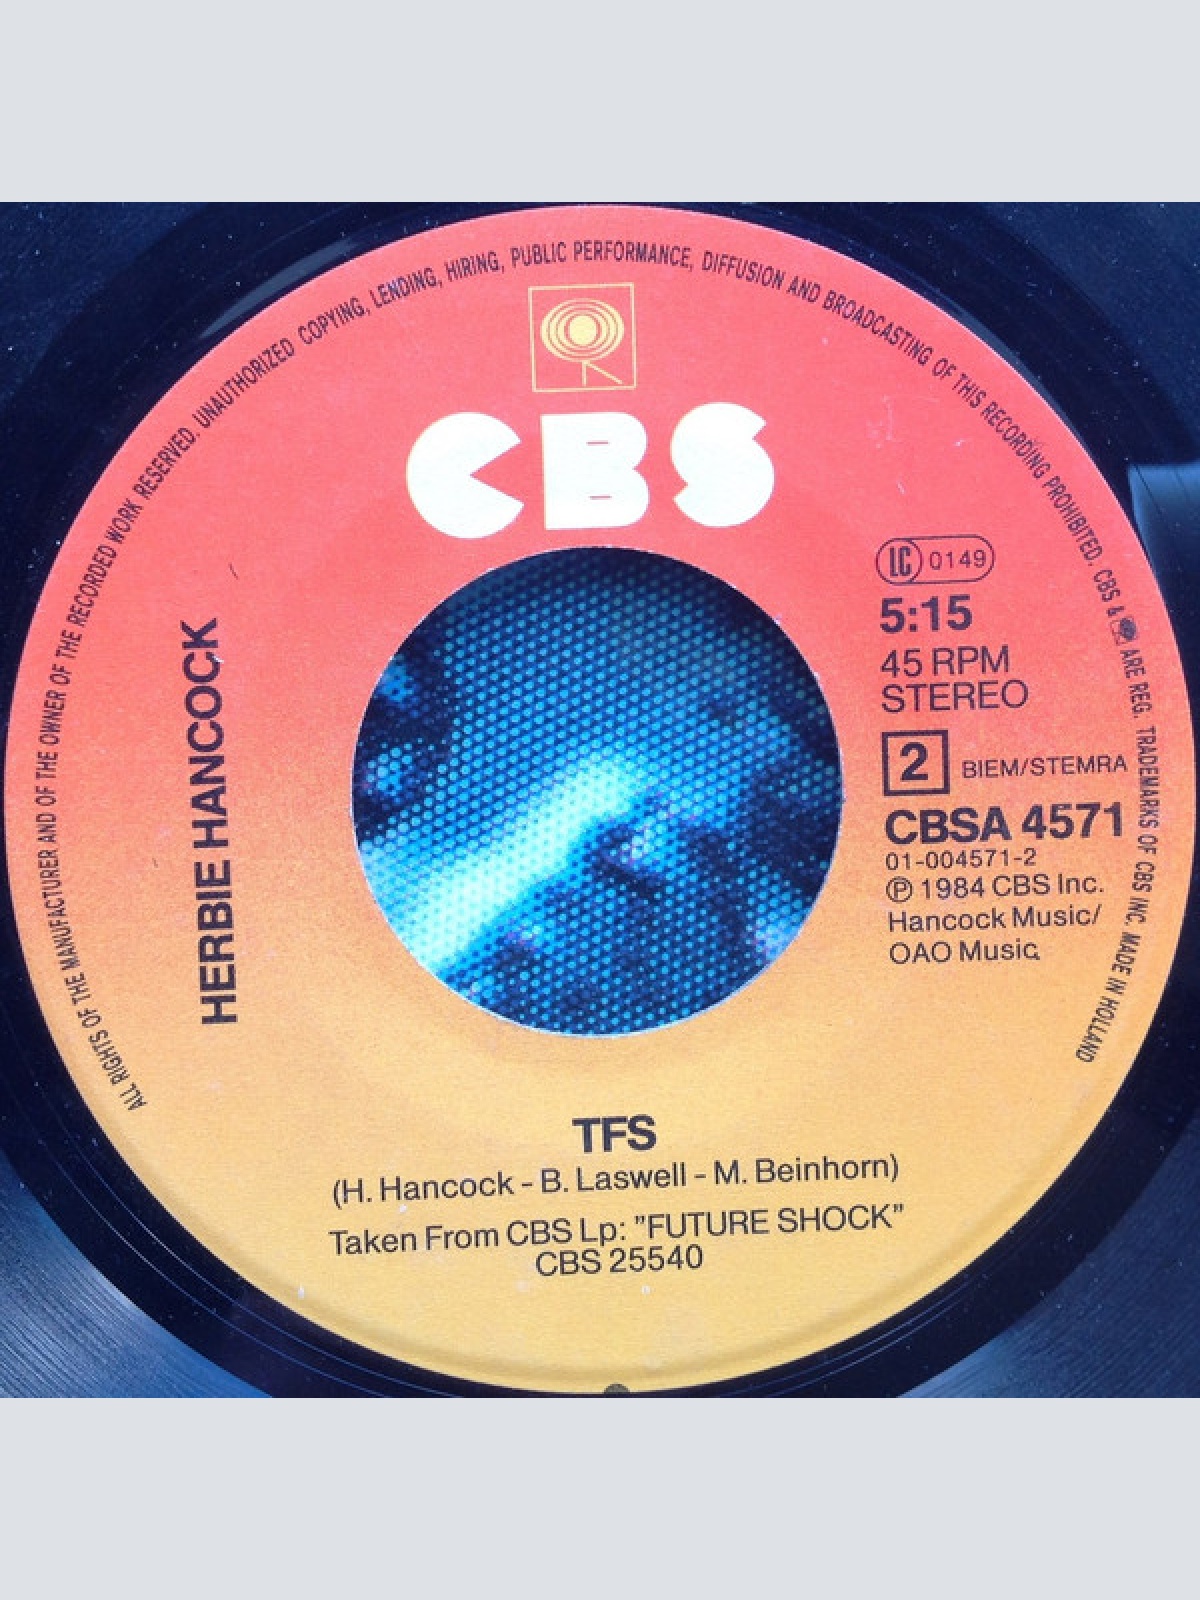 ALL RIGHTS OF THE MANUFACTURER AND OF THE OWNER OF THE RECORDED WORK RESERVED. UNAUTHORIZED COPYING, LENDING, HIRING, PUBLIC PERFORMANCE, DIFFUSION AND BROADCASTING OF THIS RECORDING PROHIBITED. CBS & ARE REG. TRADEMARKS OF CBS INC. MADE IN HOLLAND
CBS
HERBIE HANCOCK
LC 0149
5:15
45 RPM
STEREO
2 BIEM/STEMRA
CBSA 4571
01-004571-2
℗ 1984 CBS Inc.
Hancock Music/
OAO Music
TFS
(H. Hancock - B. Laswell - M. Beinhorn)
Taken From CBS Lp: ”FUTURE SHOCK”
CBS 25540